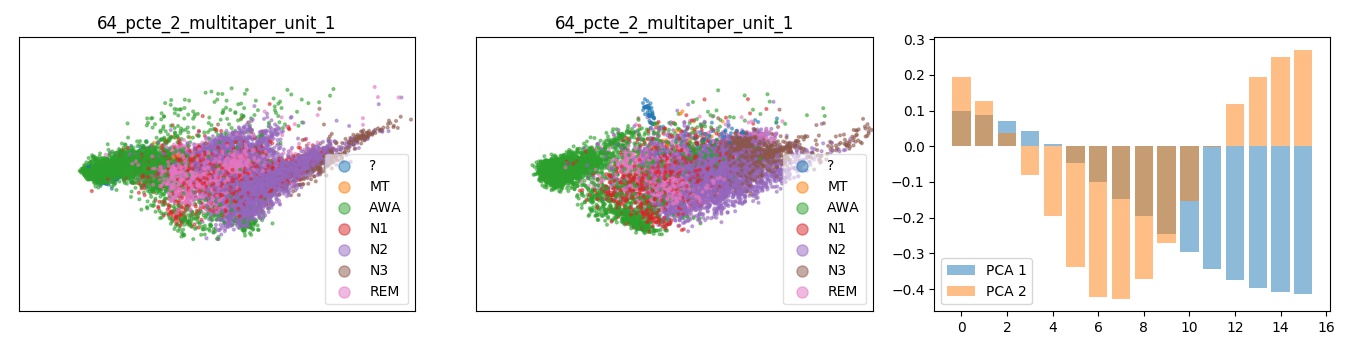 64_pcte_2_multitaper_unit_1
?
MT
AWA
N1
N2
N3
REM
64_pcte_2_multitaper_unit_1
?
MT
AWA
N1
N2
N3
REM
0.3
0.2
0.1
0.0
−0.1
−0.2
−0.3
−0.4
PCA 1
PCA 2
0 2 4 6 8 10 12 14 16